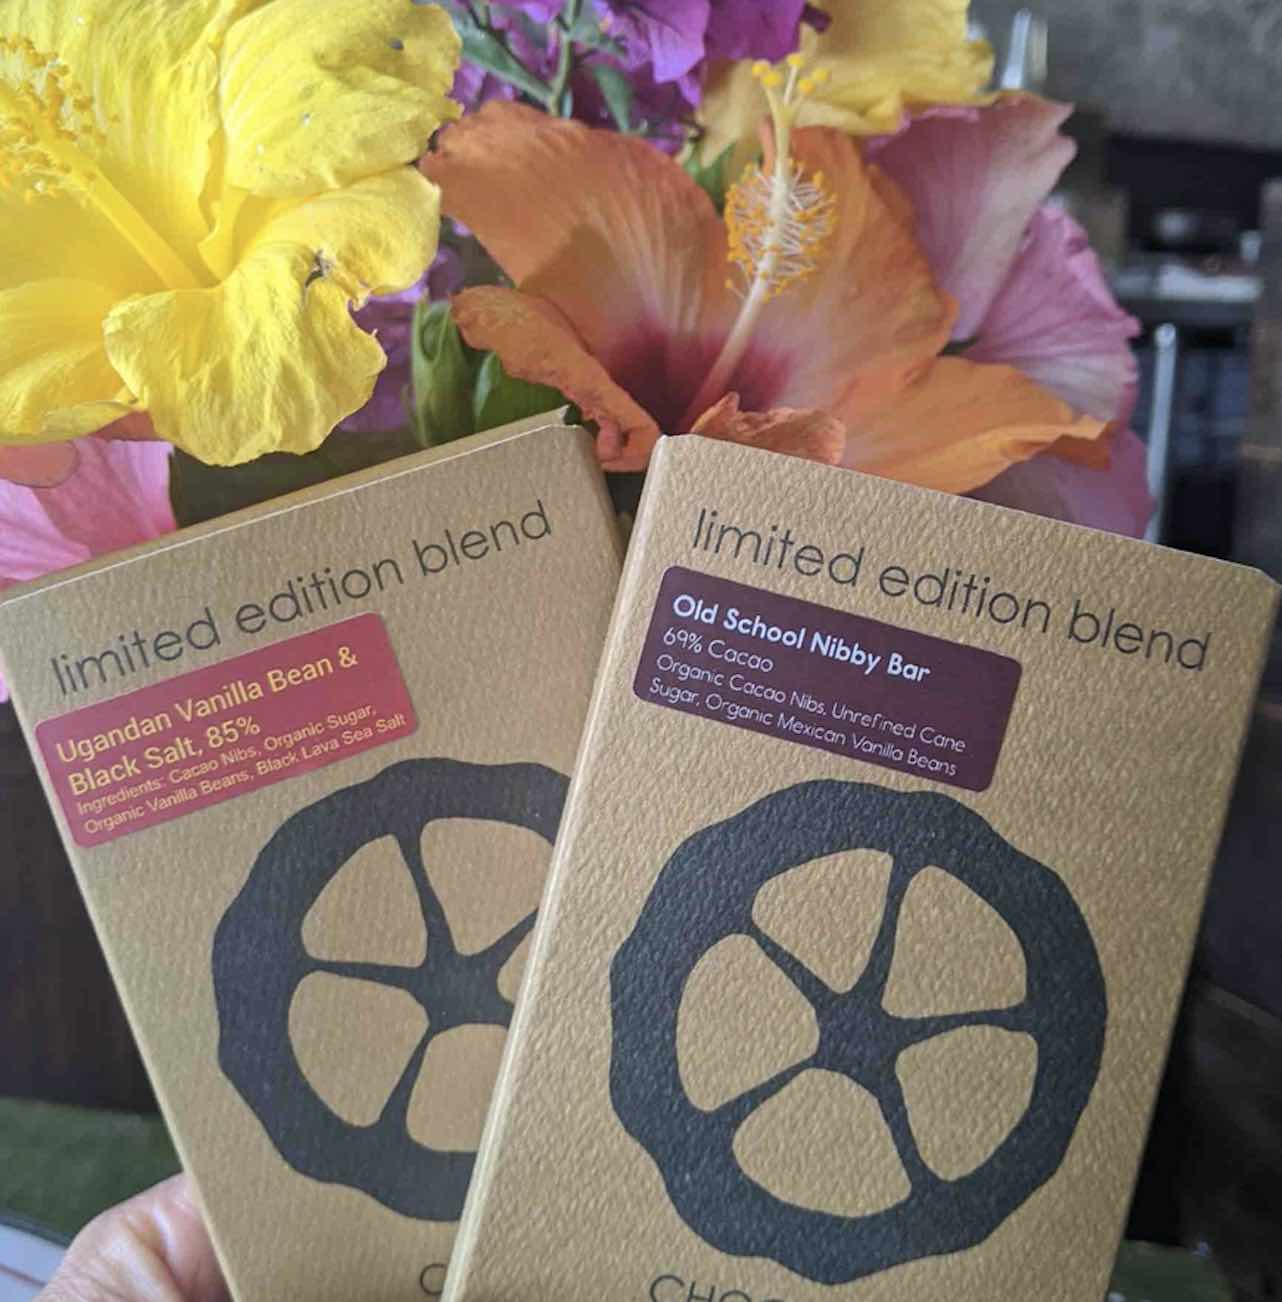 limited edition blend
Ugandan Vanilla Bean &
Black Salt, 85%
Ingredients: Cacao Nibs, Organic Sugar,
Organic Vanilla Beans, Black Lava Sea Salt
limited edition blend
Old School Nibby Bar
69% Cacao
Organic Cacao Nibs, Unrefined Cane
Sugar, Organic Mexican Vanilla Beans